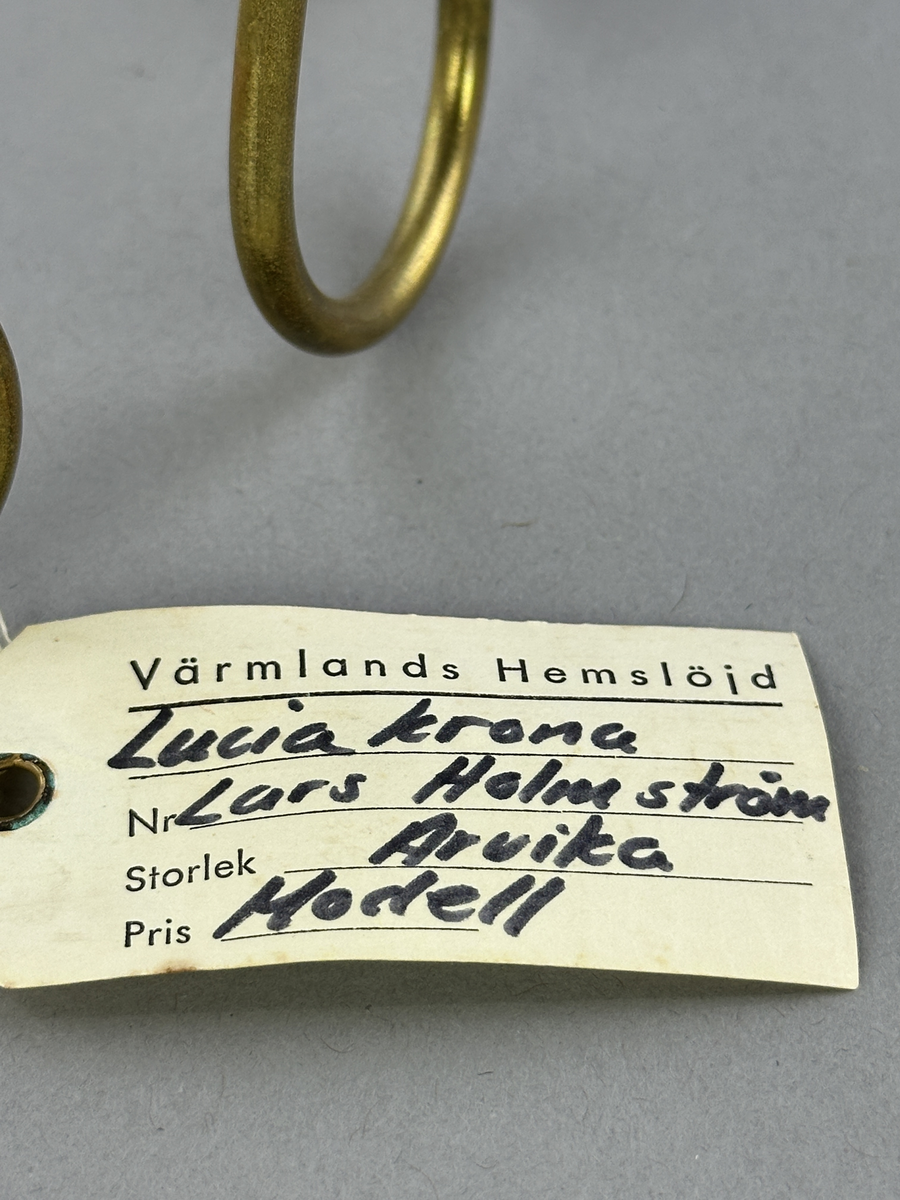 Värmlands Hemslöjd
Lucia krona
Nr Lars Holmström
Storlek Arvika
Pris Modell